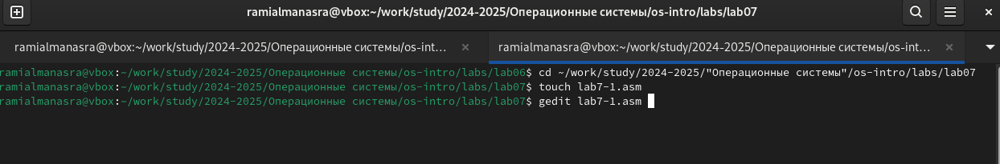 ramialmanasra@vbox:~/work/study/2024-2025/Операционные системы/os-intro/labs/lab07
ramialmanasra@vbox:~/work/study/2024-2025/Операционные системы/os-int...
ramialmanasra@vbox:~/work/study/2024-2025/Операционные системы/os-int...
ramialmanasra@vbox:~/work/study/2024-2025/Операционные системы/os-intro/labs/lab06$ cd ~/work/study/2024-2025/"Операционные системы"/os-intro/labs/lab07
ramialmanasra@vbox:~/work/study/2024-2025/Операционные системы/os-intro/labs/lab07$ touch lab7-1.asm
ramialmanasra@vbox:~/work/study/2024-2025/Операционные системы/os-intro/labs/lab07$ gedit lab7-1.asm